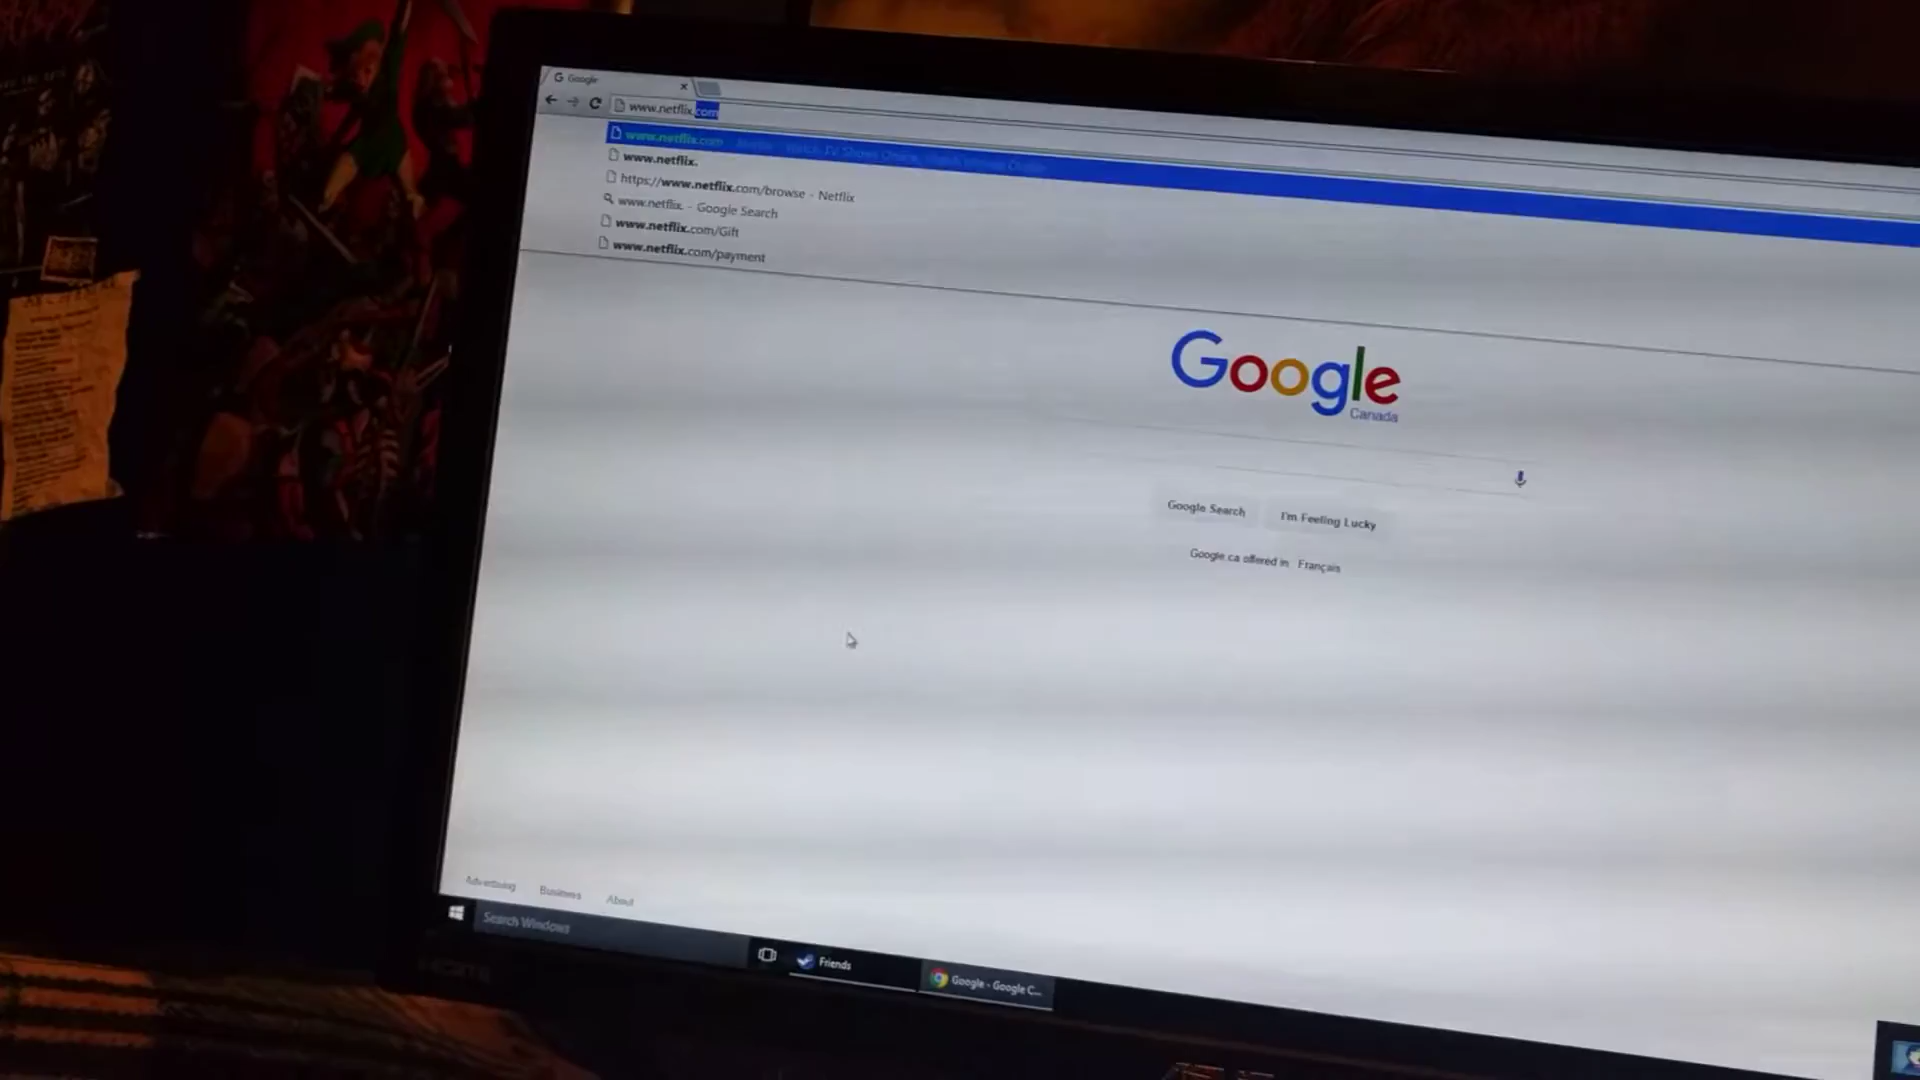 Google
www.netflix.com
www.netflix.com
www.netflix.
https://www.netflix.com/browse - Netflix
www.netflix. - Google Search
www.netflix.com/Gift
www.netflix.com/payment
Google
Canada
Google Search I'm Feeling Lucky
Google.ca offered in Français
Advertising Business About
Search Windows
Friends
Google - Google C...